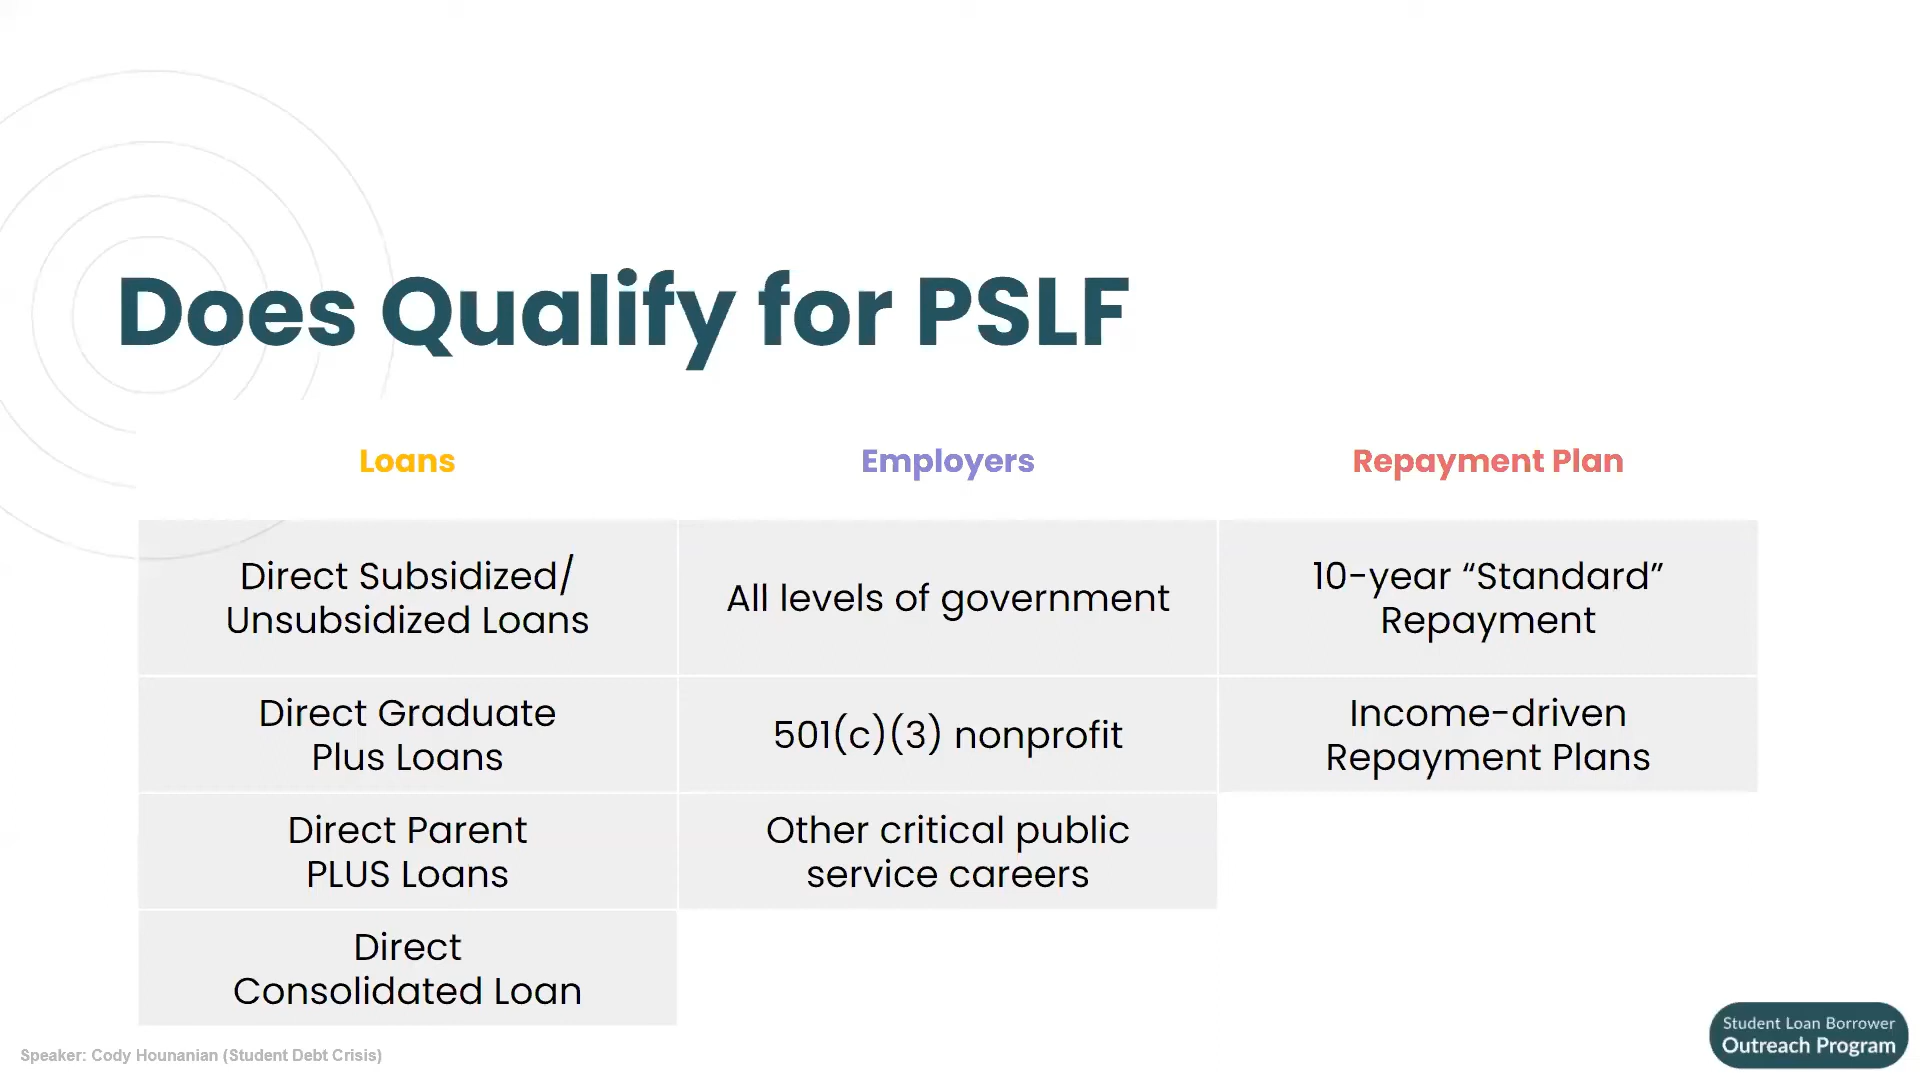 Does Qualify for PSLF
Loans
Employers
Repayment Plan
Direct Subsidized/
Unsubsidized Loans
All levels of government
10-year “Standard”
Repayment
Direct Graduate
Plus Loans
501(c)(3) nonprofit
Income-driven
Repayment Plans
Direct Parent
PLUS Loans
Other critical public
service careers
Direct
Consolidated Loan
Student Loan Borrower
Outreach Program
Speaker: Cody Hounanian (Student Debt Crisis)